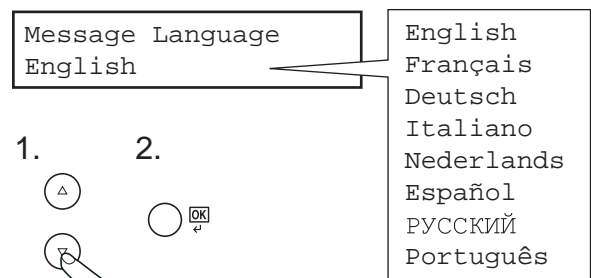 Message Language
English
English
Français
Deutsch
Italiano
Nederlands
Español
РУССКИЙ
Português
1.
2.
OK